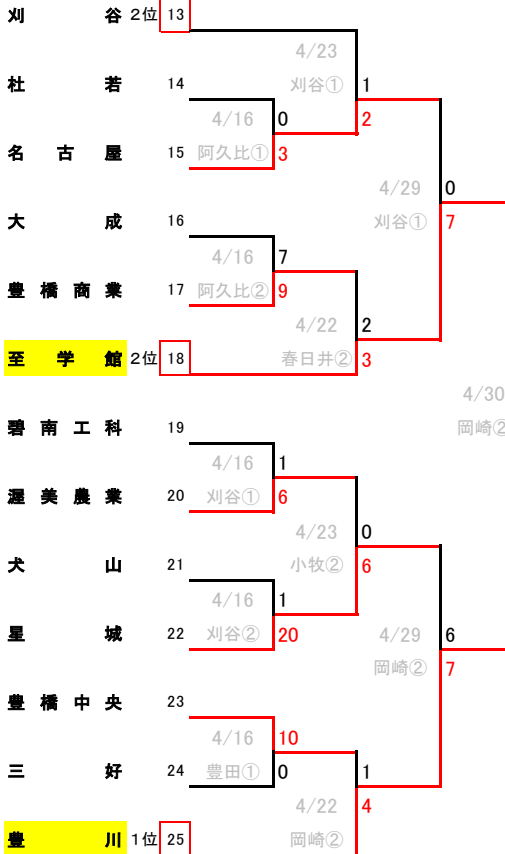 刈谷 2位 13
4/23
刈谷① 1
杜若 14
4/16 0 2
名古屋 15 阿久比① 3
4/29 0
大成 16 刈谷① 7
4/16 7
豊橋商業 17 阿久比② 9
4/22 2
至学館 2位 18 春日井② 3
4/30
碧南工科 19 岡崎②
4/16 1
渥美農業 20 刈谷① 6
4/23 0
犬山 21 小牧② 6
4/16 1
星城 22 刈谷② 20 4/29 6
岡崎② 7
豊橋中央 23
4/16 10
三好 24 豊田① 0 1
4/22 4
豊川 1位 25 岡崎②